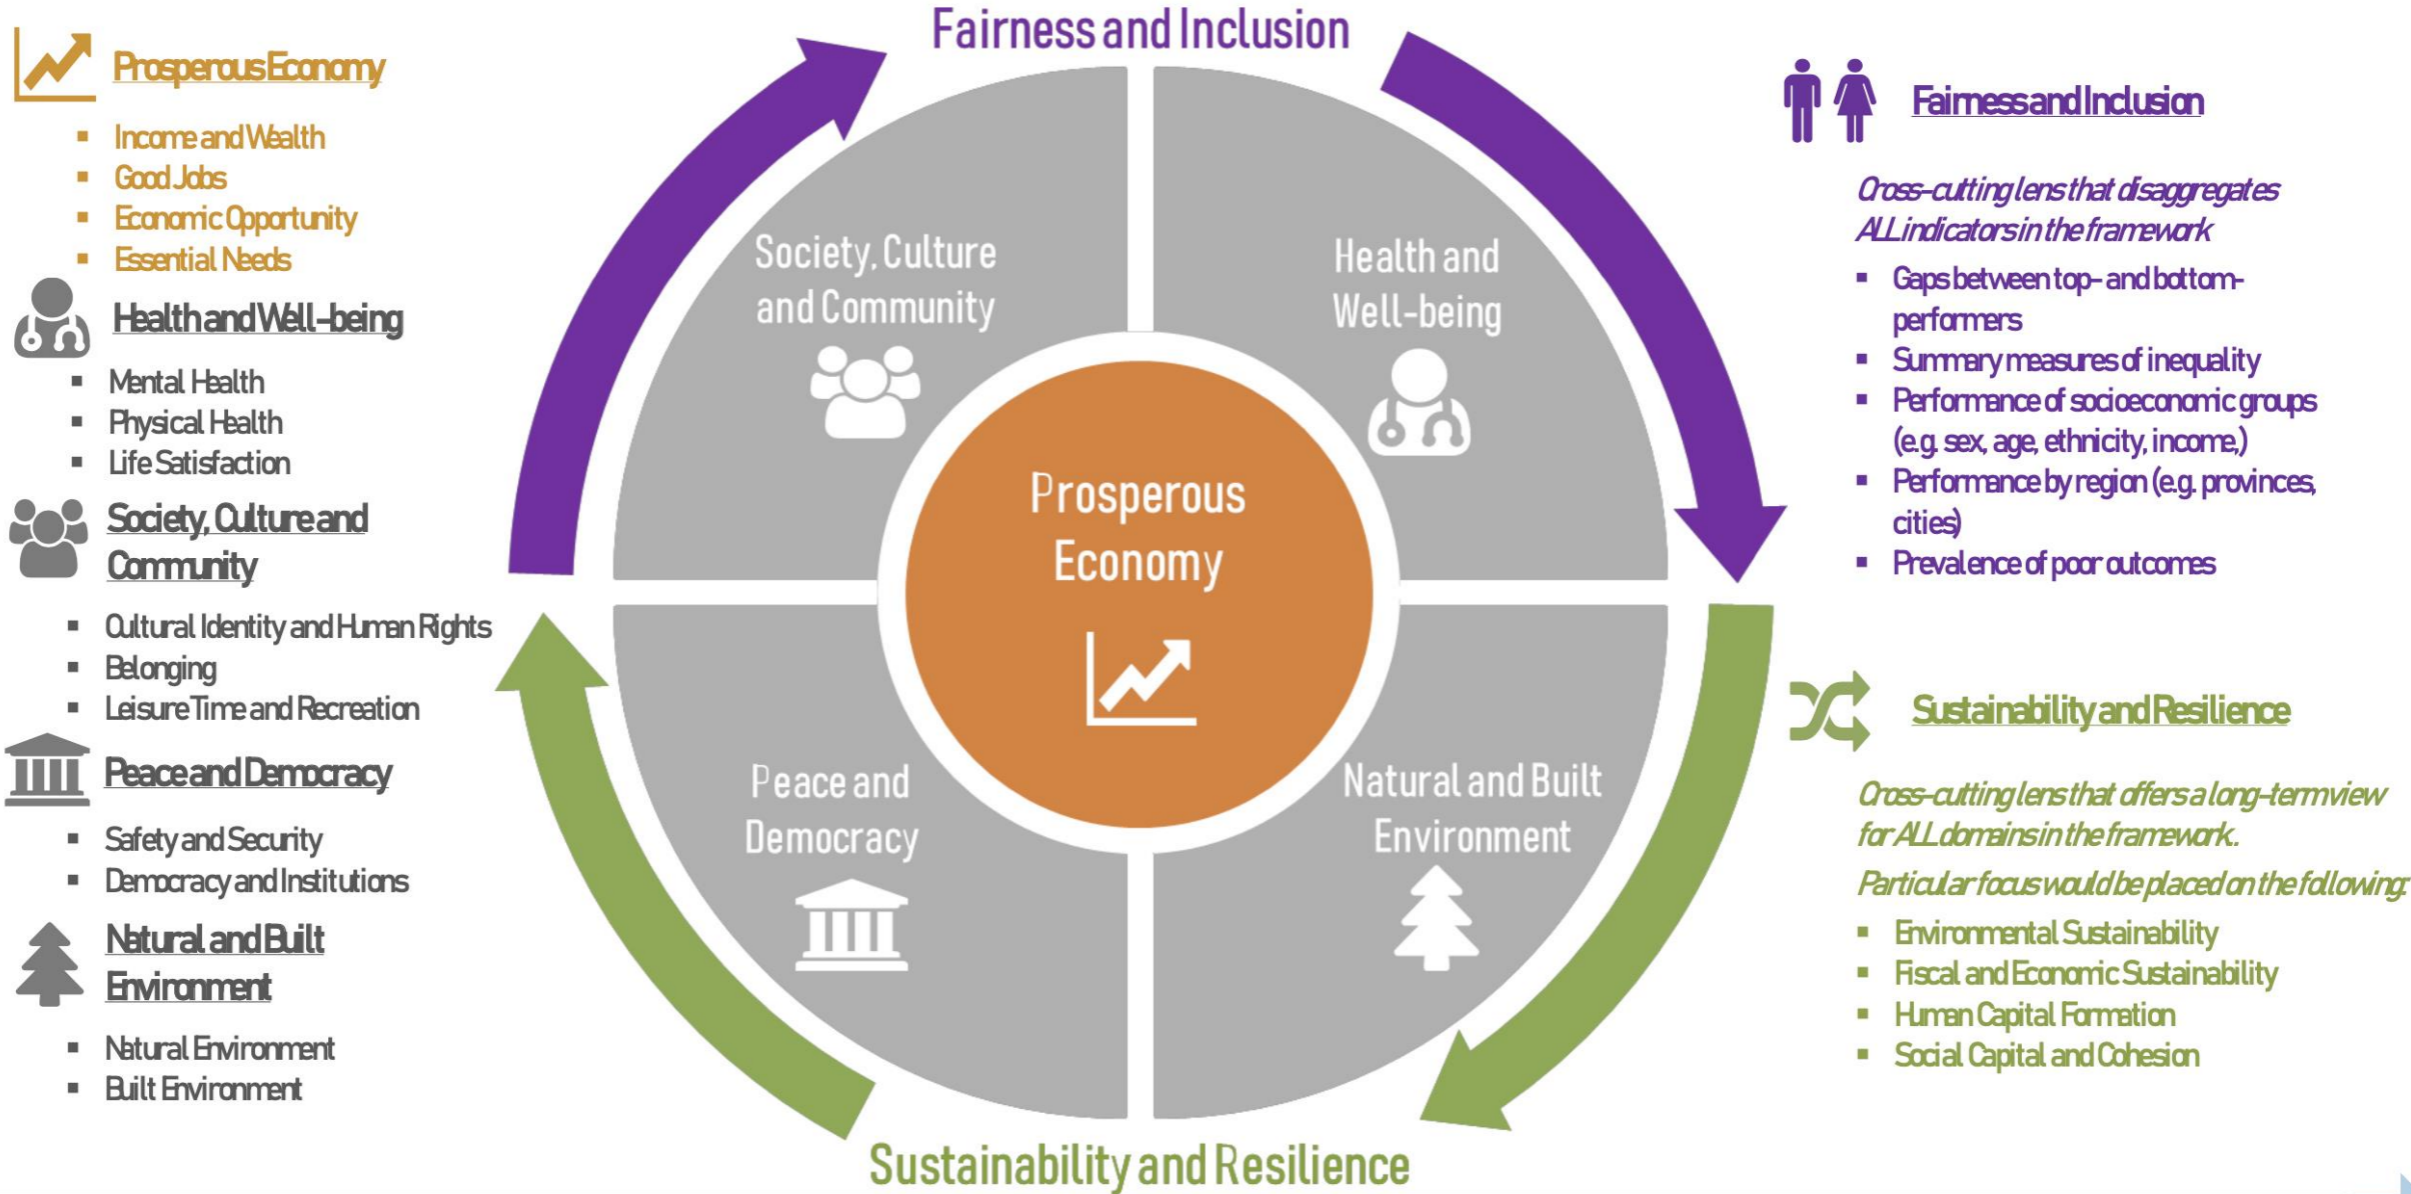 Prosperous Economy
Income and Wealth
Good Jobs
Economic Opportunity
Essential Needs
Health and Well-being
Mental Health
Physical Health
Life Satisfaction
Society, Culture and
Community
Cultural Identity and Human Rights
Belonging
Leisure Time and Recreation
Peace and Democracy
Safety and Security
Democracy and Institutions
Natural and Built
Environment
Natural Environment
Built Environment
Fairness and Inclusion
Society, Culture
and Community
Health and
Well-being
Prosperous
Economy
Peace and
Democracy
Natural and Built
Environment
Sustainability and Resilience
Fairness and Inclusion
Cross-cutting lens that disaggregates
ALL indicators in the framework
Gaps between top- and bottom-
performers
Summary measures of inequality
Performance of socioeconomic groups
(e.g. sex, age, ethnicity, income,)
Performance by region (e.g. provinces,
cities)
Prevalence of poor outcomes
Sustainability and Resilience
Cross-cutting lens that offers a long-term view
for ALL domains in the framework.
Particular focus would be placed on the following:
Environmental Sustainability
Fiscal and Economic Sustainability
Human Capital Formation
Social Capital and Cohesion